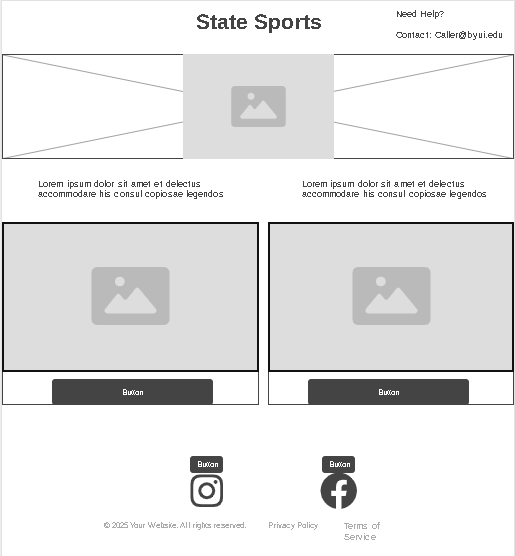 State Sports
Need Help?
Contact: Caller@byui.edu
Lorem ipsum dolor sit amet et delectus
accommodare his consul copiosae legendos
Lorem ipsum dolor sit amet et delectus
accommodare his consul copiosae legendos
Button
Button
Button
Button
© 2025 Your Website. All rights reserved.
Privacy Policy
Terms of
Service